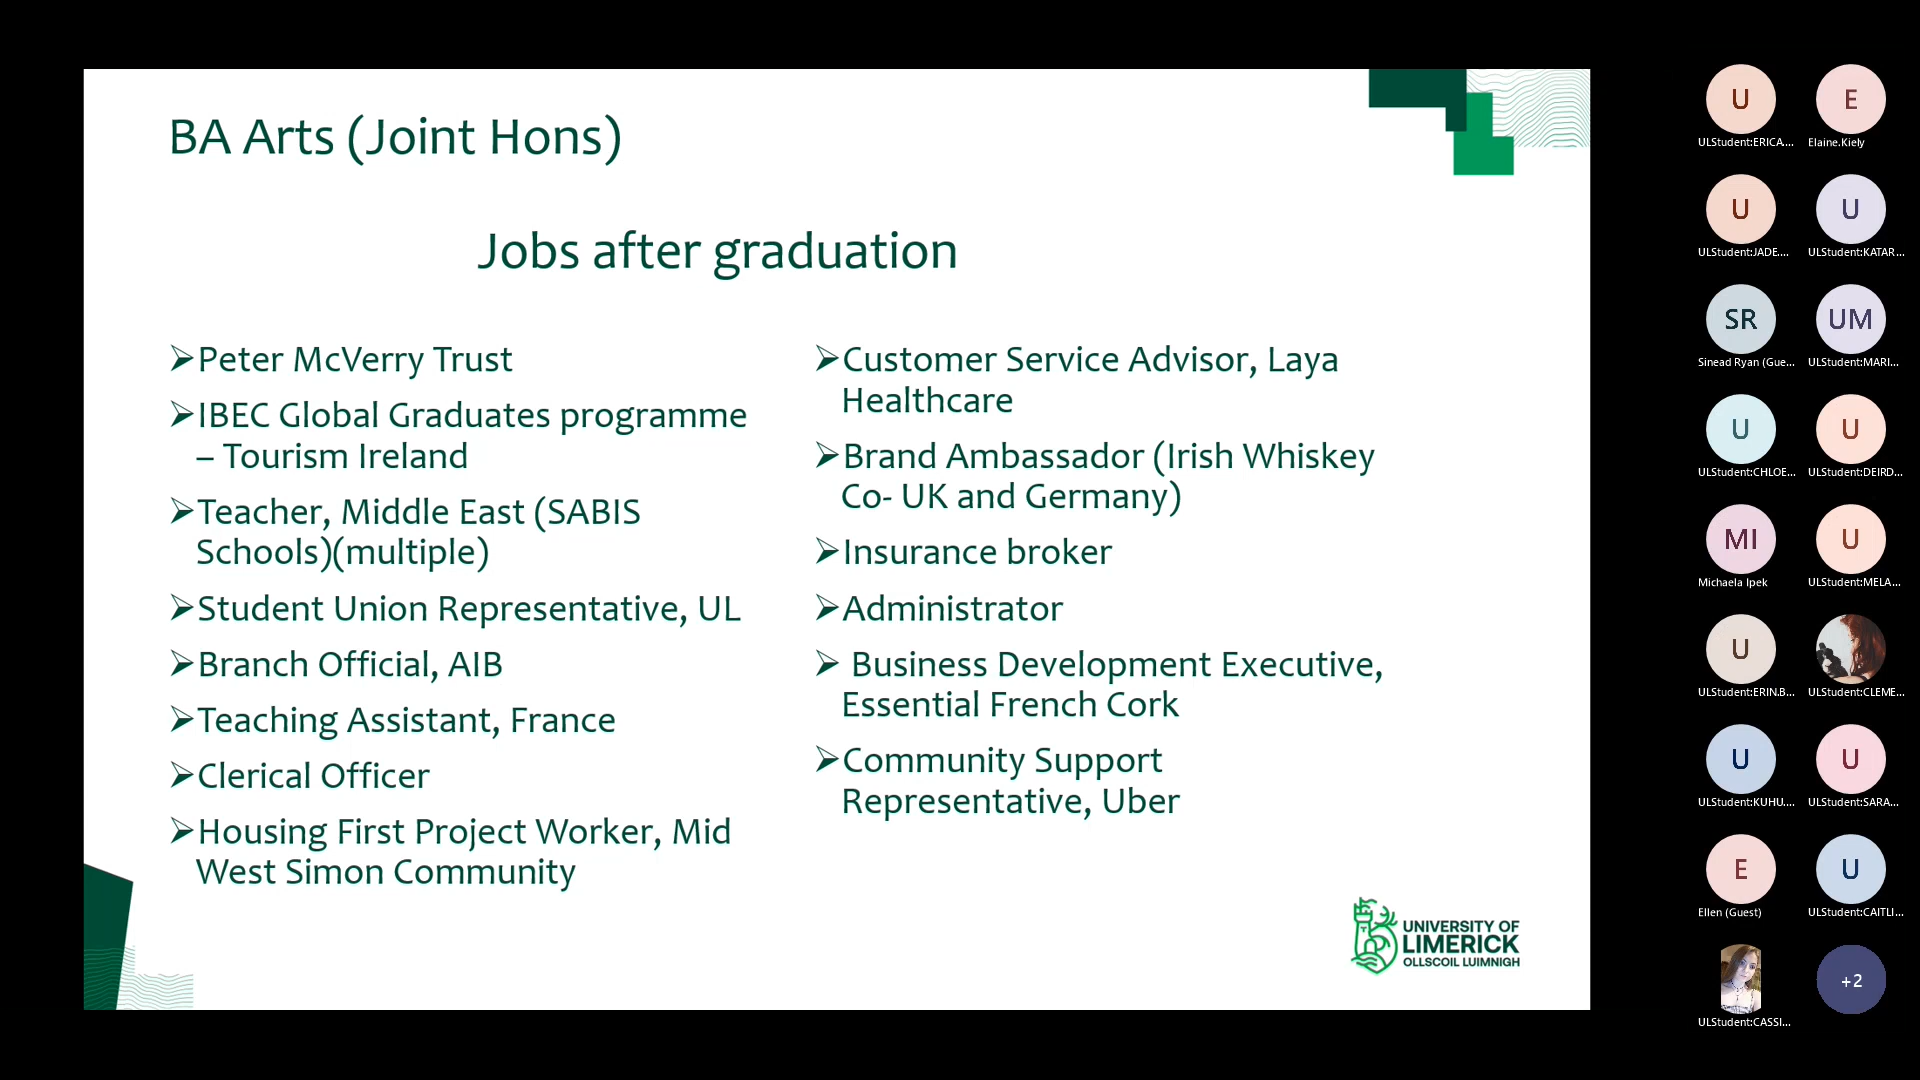 BA Arts (Joint Hons)
Jobs after graduation
➢Peter McVerry Trust
➢IBEC Global Graduates programme
– Tourism Ireland
➢Teacher, Middle East (SABIS
Schools)(multiple)
➢Student Union Representative, UL
➢Branch Official, AIB
➢Teaching Assistant, France
➢Clerical Officer
➢Housing First Project Worker, Mid
West Simon Community
➢Customer Service Advisor, Laya
Healthcare
➢Brand Ambassador (Irish Whiskey
Co- UK and Germany)
➢Insurance broker
➢Administrator
➢ Business Development Executive,
Essential French Cork
➢Community Support
Representative, Uber
UNIVERSITY OF
LIMERICK
OLLSCOIL LUIMNIGH
U E
ULStudent:ERICA.... Elaine.Kiely
U U
ULStudent:JADE.... ULStudent:KATAR...
SR UM
Sinead Ryan (Gue... ULStudent:MARI...
U U
ULStudent:CHLOE... ULStudent:DEIRD...
MI U
Michaela Ipek ULStudent:MELA...
U
ULStudent:ERIN.B... ULStudent:CLEME...
U U
ULStudent:KUHU.... ULStudent:SARA...
E U
Ellen (Guest) ULStudent:CAITLI...
+2
ULStudent:CASSI...